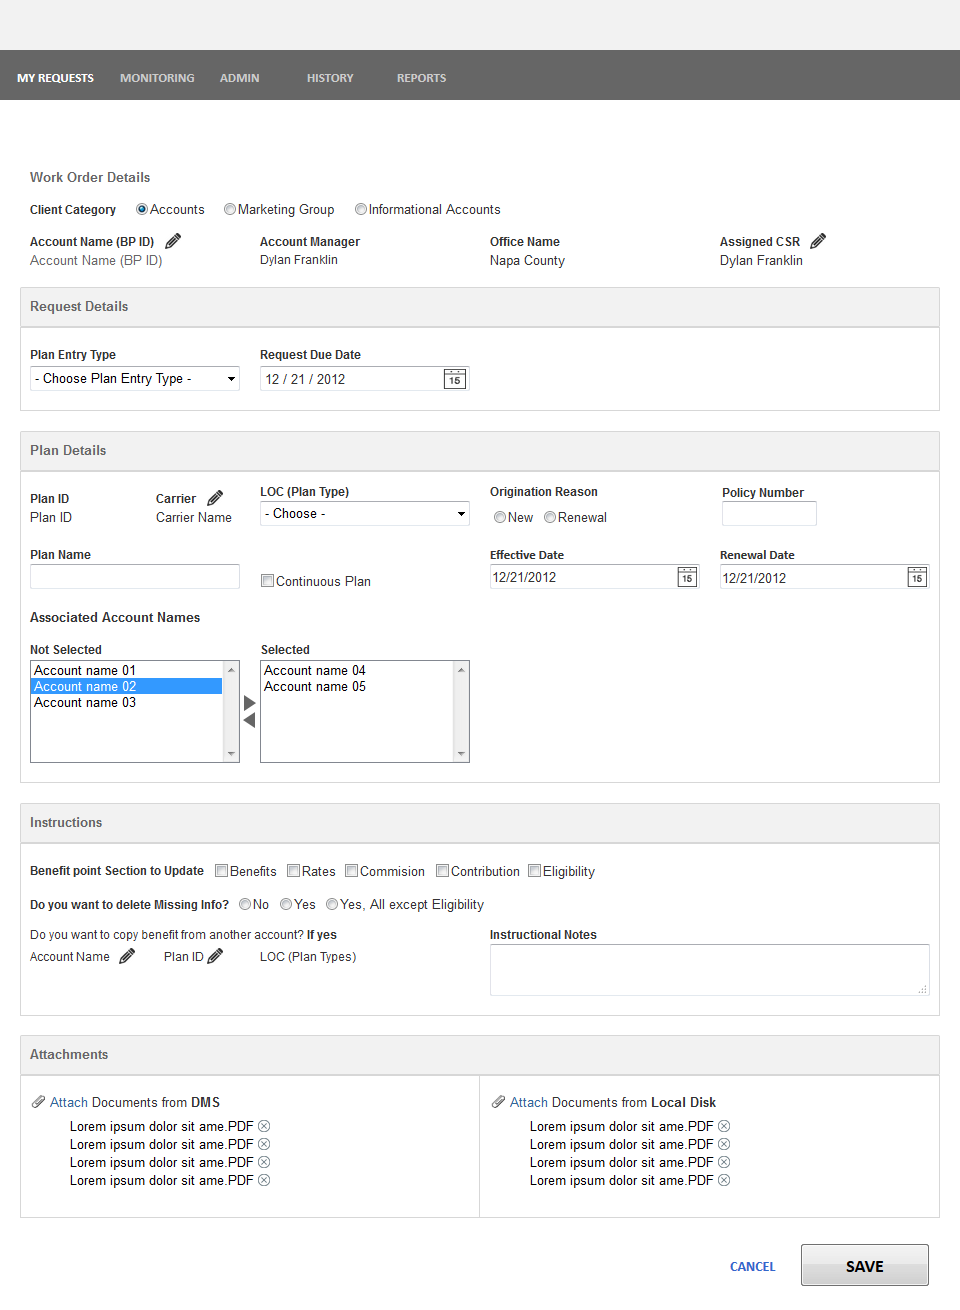 MY REQUESTS MONITORING ADMIN HISTORY REPORTS
Work Order Details
Client Category Accounts Marketing Group Informational Accounts
Account Name (BP ID) Account Manager Office Name Assigned CSR
Account Name (BP ID) Dylan Franklin Napa County Dylan Franklin
Request Details
Plan Entry Type Request Due Date
- Choose Plan Entry Type - 12 / 21 / 2012 15
Plan Details
Plan ID Carrier LOC (Plan Type) Origination Reason Policy Number
Plan ID Carrier Name - Choose - New Renewal
Plan Name Effective Date Renewal Date
Continuous Plan 12/21/2012 15 12/21/2012 15
Associated Account Names
Not Selected Selected
Account name 01 Account name 04
Account name 02 Account name 05
Account name 03
Instructions
Benefit point Section to Update Benefits Rates Commision Contribution Eligibility
Do you want to delete Missing Info? No Yes Yes, All except Eligibility
Do you want to copy benefit from another account? If yes Instructional Notes
Account Name Plan ID LOC (Plan Types)
Attachments
Attach Documents from DMS Attach Documents from Local Disk
Lorem ipsum dolor sit ame.PDF Lorem ipsum dolor sit ame.PDF
Lorem ipsum dolor sit ame.PDF Lorem ipsum dolor sit ame.PDF
Lorem ipsum dolor sit ame.PDF Lorem ipsum dolor sit ame.PDF
Lorem ipsum dolor sit ame.PDF Lorem ipsum dolor sit ame.PDF
CANCEL SAVE